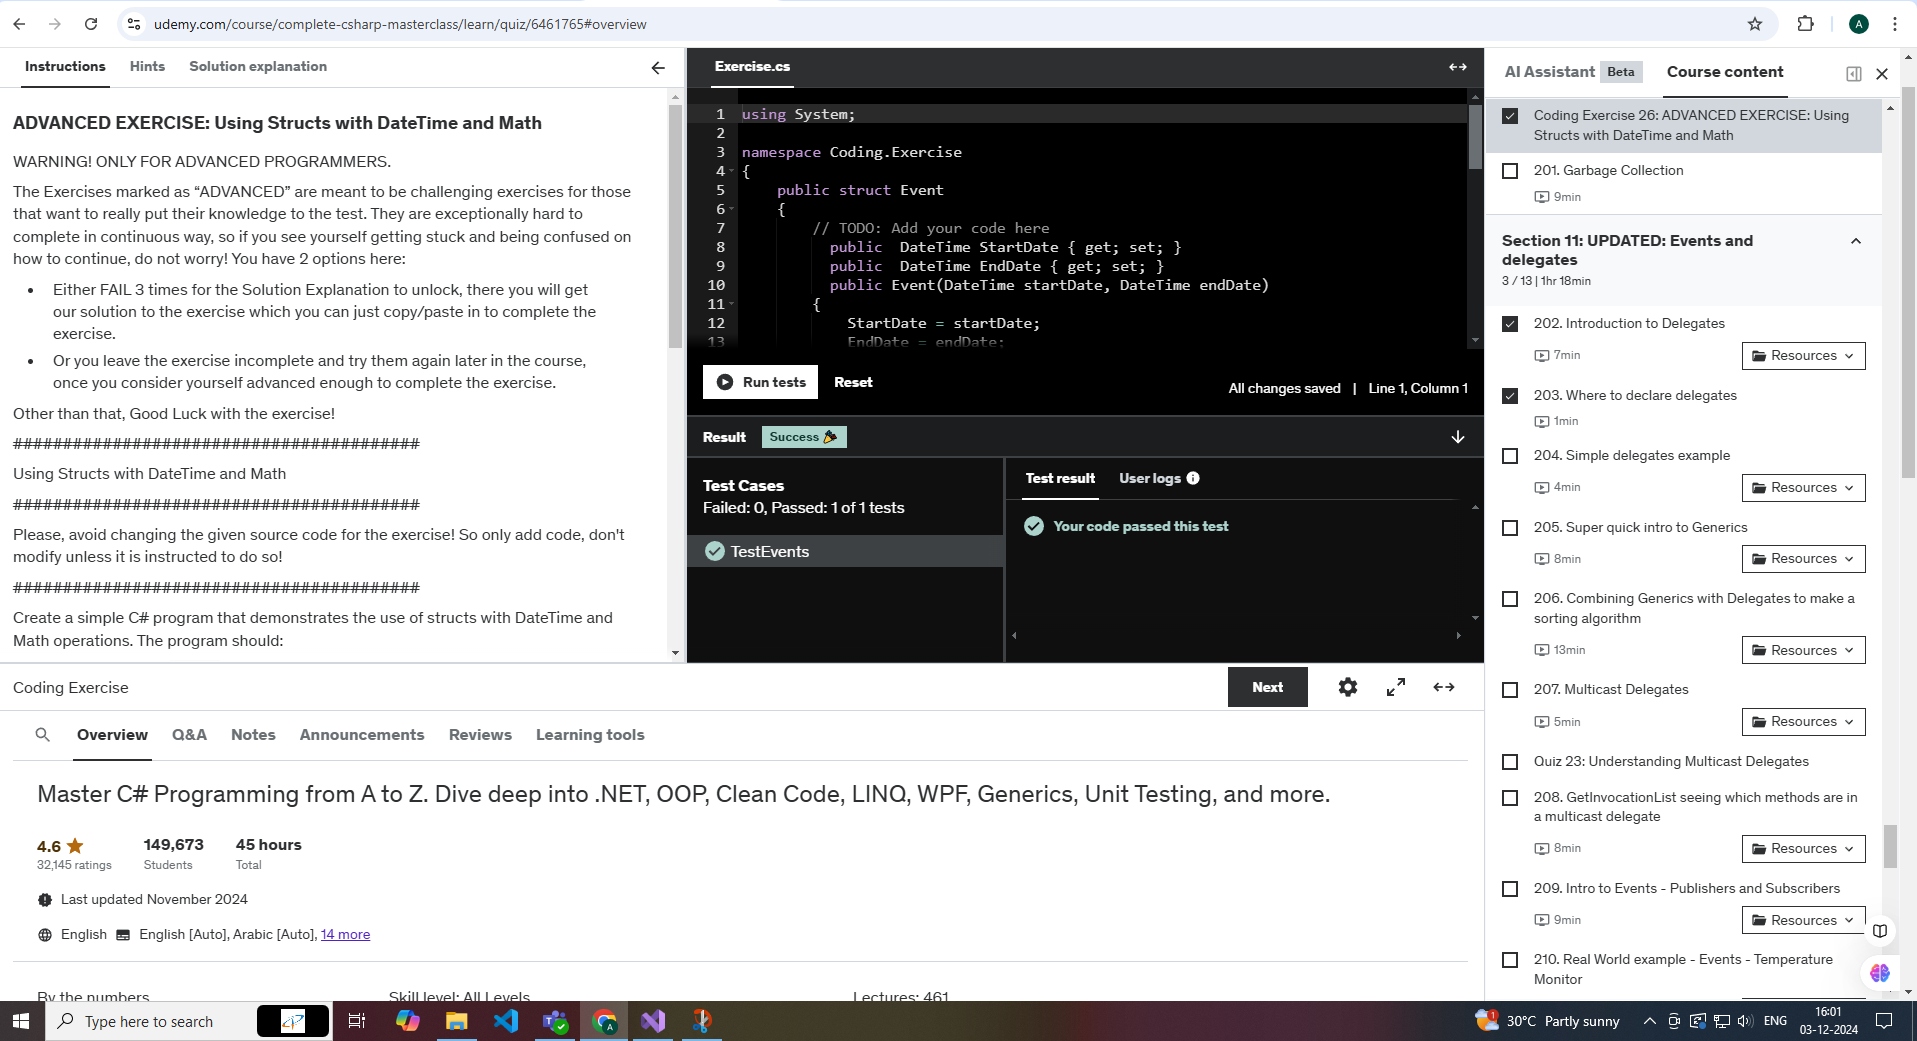 udemy.com/course/complete-csharp-masterclass/learn/quiz/6461765#overview
A
Instructions
Hints
Solution explanation
ADVANCED EXERCISE: Using Structs with DateTime and Math
WARNING! ONLY FOR ADVANCED PROGRAMMERS.
The Exercises marked as “ADVANCED” are meant to be challenging exercises for those
that want to really put their knowledge to the test. They are exceptionally hard to
complete in continuous way, so if you see yourself getting stuck and being confused on
how to continue, do not worry! You have 2 options here:
Either FAIL 3 times for the Solution Explanation to unlock, there you will get
our solution to the exercise which you can just copy/paste in to complete the
exercise.
Or you leave the exercise incomplete and try them again later in the course,
once you consider yourself advanced enough to complete the exercise.
Other than that, Good Luck with the exercise!
#########################################
Using Structs with DateTime and Math
#########################################
Please, avoid changing the given source code for the exercise! So only add code, don't
modify unless it is instructed to do so!
#########################################
Create a simple C# program that demonstrates the use of structs with DateTime and
Math operations. The program should:
Exercise.cs
1 using System;
2
3 namespace Coding.Exercise
4 {
5 public struct Event
6 {
7 // TODO: Add your code here
8 public  DateTime StartDate { get; set; }
9 public  DateTime EndDate { get; set; }
10 public Event(DateTime startDate, DateTime endDate)
11 {
12 StartDate = startDate;
13 EndDate = endDate;
Run tests
Reset
All changes saved | Line 1, Column 1
Result
Success
Test Cases
Failed: 0, Passed: 1 of 1 tests
TestEvents
Test result
User logs
Your code passed this test
Coding Exercise
Next
Overview
Q&A
Notes
Announcements
Reviews
Learning tools
Master C# Programming from A to Z. Dive deep into .NET, OOP, Clean Code, LINQ, WPF, Generics, Unit Testing, and more.
4.6
149,673
45 hours
32,145 ratings
Students
Total
Last updated November 2024
English
English [Auto], Arabic [Auto], 14 more
By the numbers
Skill level: All Levels
Lectures: 461
AI Assistant
Beta
Course content
Coding Exercise 26: ADVANCED EXERCISE: Using
Structs with DateTime and Math
201. Garbage Collection
9min
Section 11: UPDATED: Events and
delegates
3 / 13 | 1hr 18min
202. Introduction to Delegates
7min
Resources
203. Where to declare delegates
1min
204. Simple delegates example
4min
Resources
205. Super quick intro to Generics
8min
Resources
206. Combining Generics with Delegates to make a
sorting algorithm
13min
Resources
207. Multicast Delegates
5min
Resources
Quiz 23: Understanding Multicast Delegates
208. GetInvocationList seeing which methods are in
a multicast delegate
8min
Resources
209. Intro to Events - Publishers and Subscribers
9min
Resources
210. Real World example - Events - Temperature
Monitor
Type here to search
A
1
30°C Partly sunny
ENG
16:01
03-12-2024